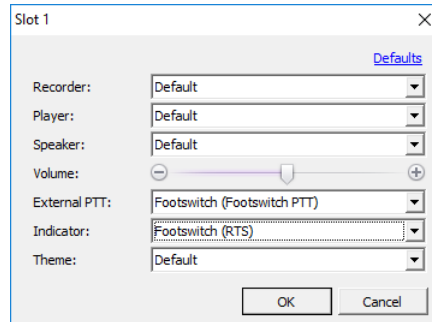 Slot 1
Defaults
Recorder: Default
Player: Default
Speaker: Default
Volume:
External PTT: Footswitch (Footswitch PTT)
Indicator: Footswitch (RTS)
Theme: Default
OK Cancel